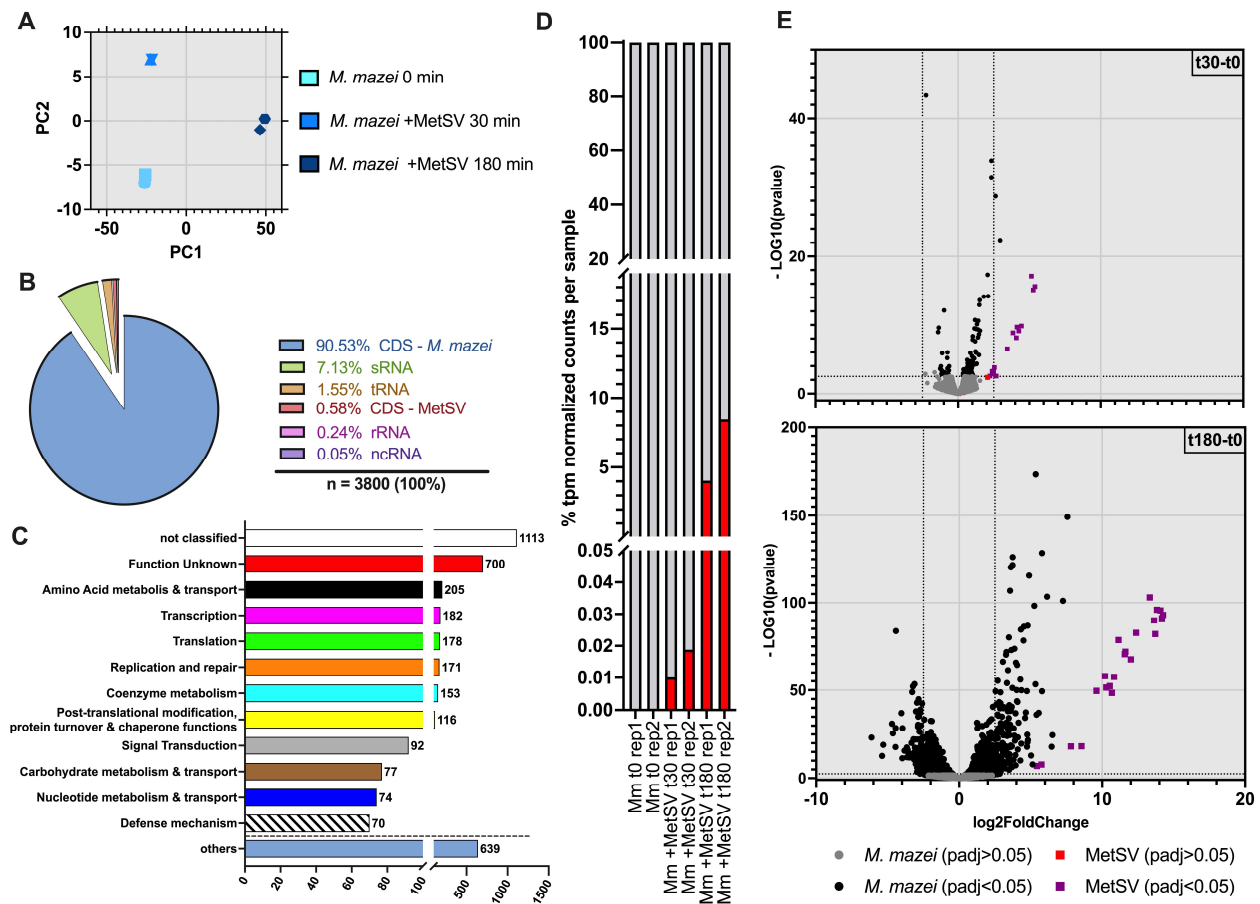 A
10
5
0
-5
-10
PC2
-50
0
50
PC1
M. mazei 0 min
M. mazei +MetSV 30 min
M. mazei +MetSV 180 min
B
90.53% CDS - M. mazei
7.13% sRNA
1.55% tRNA
0.58% CDS - MetSV
0.24% rRNA
0.05% ncRNA
n = 3800 (100%)
C
not classified
1113
Function Unknown
700
Amino Acid metabolis & transport
205
Transcription
182
Translation
178
Replication and repair
171
Coenzyme metabolism
153
Post-translational modification,
protein turnover & chaperone functions
116
Signal Transduction
92
Carbohydrate metabolism & transport
77
Nucleotide metabolism & transport
74
Defense mechanism
70
others
639
0
20
40
60
80
100
500
1000
1500
D
% tpm normalized counts per sample
100
80
60
40
20
15
10
5
0.05
0.04
0.03
0.02
0.01
0.00
Mm t0 rep1
Mm t0 rep2
Mm +MetSV t30 rep1
Mm +MetSV t30 rep2
Mm +MetSV t180 rep1
Mm +MetSV t180 rep2
E
t30-t0
- LOG10(pvalue)
40
20
0
t180-t0
- LOG10(pvalue)
200
150
100
50
0
-10
0
10
20
log2FoldChange
M. mazei (padj>0.05)
MetSV (padj>0.05)
M. mazei (padj<0.05)
MetSV (padj<0.05)